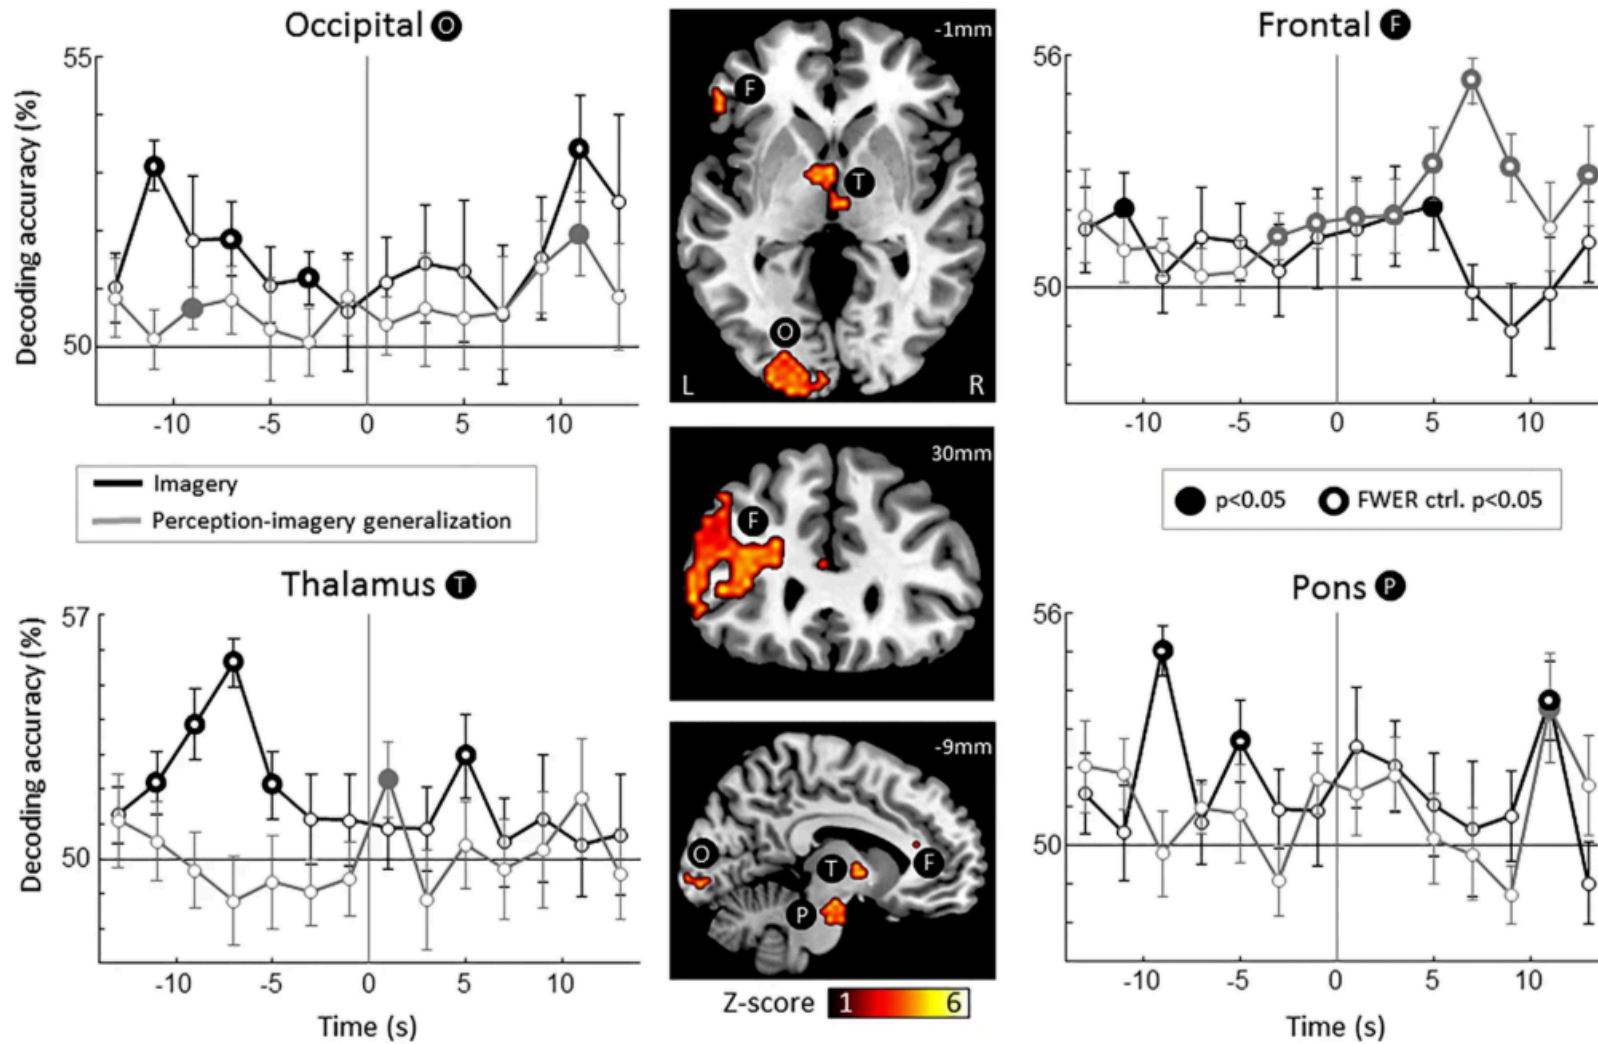 Occipital O
Decoding accuracy (%)
55
50
-10 -5 0 5 10
Imagery
Perception-imagery generalization
Thalamus T
Decoding accuracy (%)
57
50
-10 -5 0 5 10
Time (s)
-1mm
F
T
O
L R
30mm
F
-9mm
O
T
F
P
Z-score 1 6
Frontal F
56
50
-10 -5 0 5 10
p<0.05 FWER ctrl. p<0.05
Pons P
56
50
-10 -5 0 5 10
Time (s)